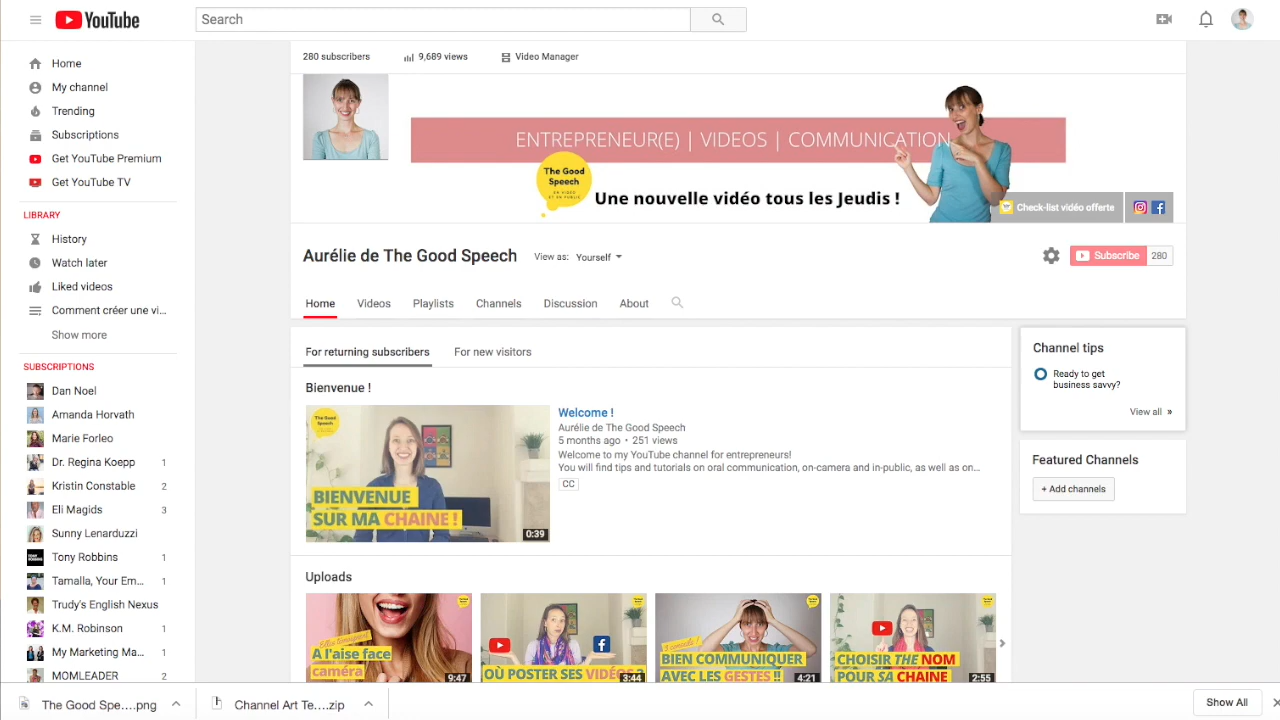 YouTube
Search
Home
My channel
Trending
Subscriptions
Get YouTube Premium
Get YouTube TV
LIBRARY
History
Watch later
Liked videos
Comment créer une vi...
Show more
SUBSCRIPTIONS
Dan Noel
Amanda Horvath
Marie Forleo
Dr. Regina Koepp 1
Kristin Constable 2
Eli Magids 3
Sunny Lenarduzzi
Tony Robbins 1
Tamalla, Your Em... 1
Trudy's English Nexus
K.M. Robinson 1
My Marketing Ma... 1
MOMLEADER 2
280 subscribers 9,689 views Video Manager
ENTREPRENEUR(E) | VIDEOS | COMMUNICATION
The Good
Speech
EN VIDÉO
ET EN PUBLIC
Une nouvelle vidéo tous les Jeudis !
Check-list vidéo offerte
Aurélie de The Good Speech View as: Yourself
Subscribe 280
Home Videos Playlists Channels Discussion About
For returning subscribers For new visitors
Bienvenue !
The Good
Speech
BIENVENUE
SUR MA CHAINE !
0:39
Welcome !
Aurélie de The Good Speech
5 months ago • 251 views
Welcome to my YouTube channel for entrepreneurs!
You will find tips and tutorials on oral communication, on-camera and in-public, as well as on...
CC
Uploads
A l'aise face
caméra
9:47
OÙ POSTER SES VIDÉOS ?
3:44
3 conseils !
BIEN COMMUNIQUER
AVEC LES GESTES !!
4:21
CHOISIR THE NOM
POUR SA CHAINE
2:55
Channel tips
Ready to get
business savvy?
View all »
Featured Channels
+ Add channels
The Good Spe....png
Channel Art Te....zip
Show All